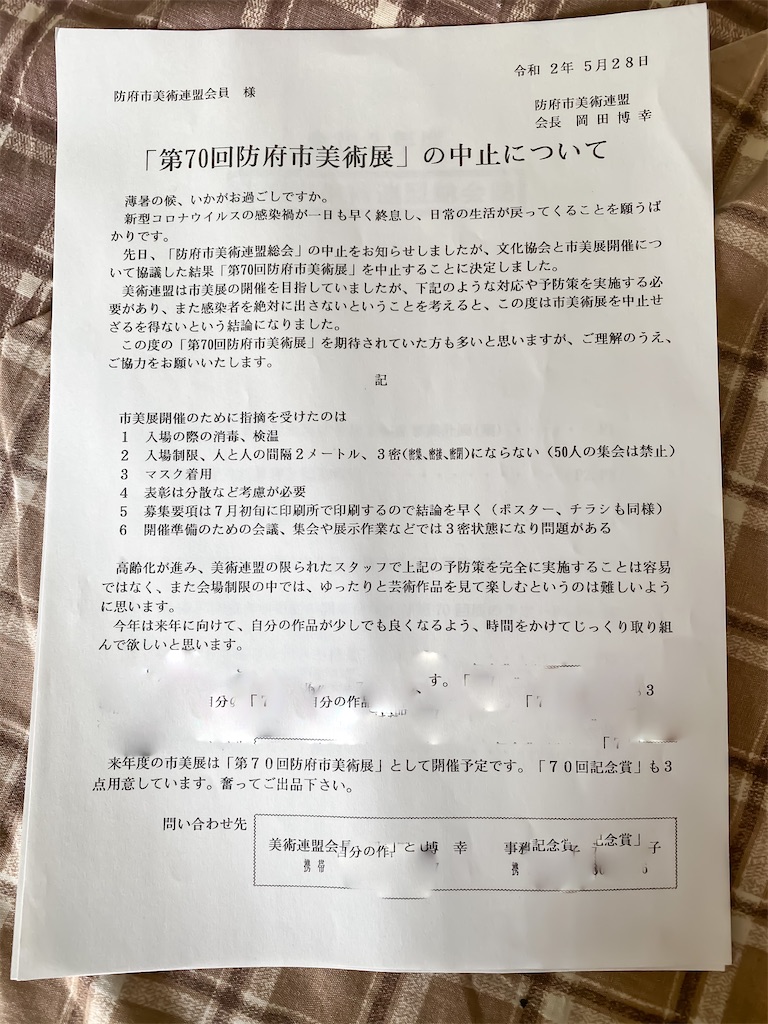 令和 2年 5月28日
防府市美術連盟会員 様
防府市美術連盟
会長 岡田博幸
「第70回防府市美術展」の中止について
薄暑の候、いかがお過ごしですか。
新型コロナウイルスの感染禍が一日も早く終息し、日常の生活が戻ってくることを願うば
かりです。
先日、「防府市美術連盟総会」の中止をお知らせしましたが、文化協会と市美展開催につ
いて協議した結果「第70回防府市美術展」を中止することに決定しました。
美術連盟は市美展の開催を目指していましたが、下記のような対応や予防策を実施する必
要があり、また感染者を絶対に出さないということを考えると、この度は市美術展を中止せ
ざるを得ないという結論になりました。
この度の「第70回防府市美術展」を期待されていた方も多いと思いますが、ご理解のうえ、
ご協力をお願いいたします。
記
市美展開催のために指摘を受けたのは
1 入場の際の消毒、検温
2 入場制限、人と人の間隔2メートル、3密(密集、密接、密閉)にならない(50人の集会は禁止)
3 マスク着用
4 表彰は分散など考慮が必要
5 募集要項は7月初旬に印刷所で印刷するので結論を早く(ポスター、チラシも同様)
6 開催準備のための会議、集会や展示作業などでは3密状態になり問題がある
高齢化が進み、美術連盟の限られたスタッフで上記の予防策を完全に実施することは容易
ではなく、また会場制限の中では、ゆったりと芸術作品を見て楽しむというのは難しいよう
に思います。
今年は来年に向けて、自分の作品が少しでも良くなるよう、時間をかけてじっくり取り組
んで欲しいと思います。
す。「
自分 「 自分の作品 「 3
「
来年度の市美展は「第70回防府市美術展」として開催予定です。「70回記念賞」も3
点用意しています。奮ってご出品下さい。
問い合わせ先
美術連盟会 自分の作 」とし 博 幸 事務 記念賞 記念賞」 子
携帯 携